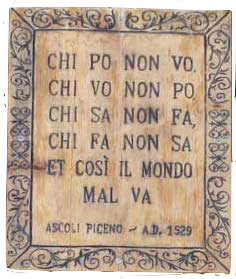 CHI PO NON VO.
CHI VO NON PO,
CHI SA NON FA,
CHI FA NON SA
ET COSÌ IL MONDO
MAL VA
ASCOLI PICENO - A.D. 1529